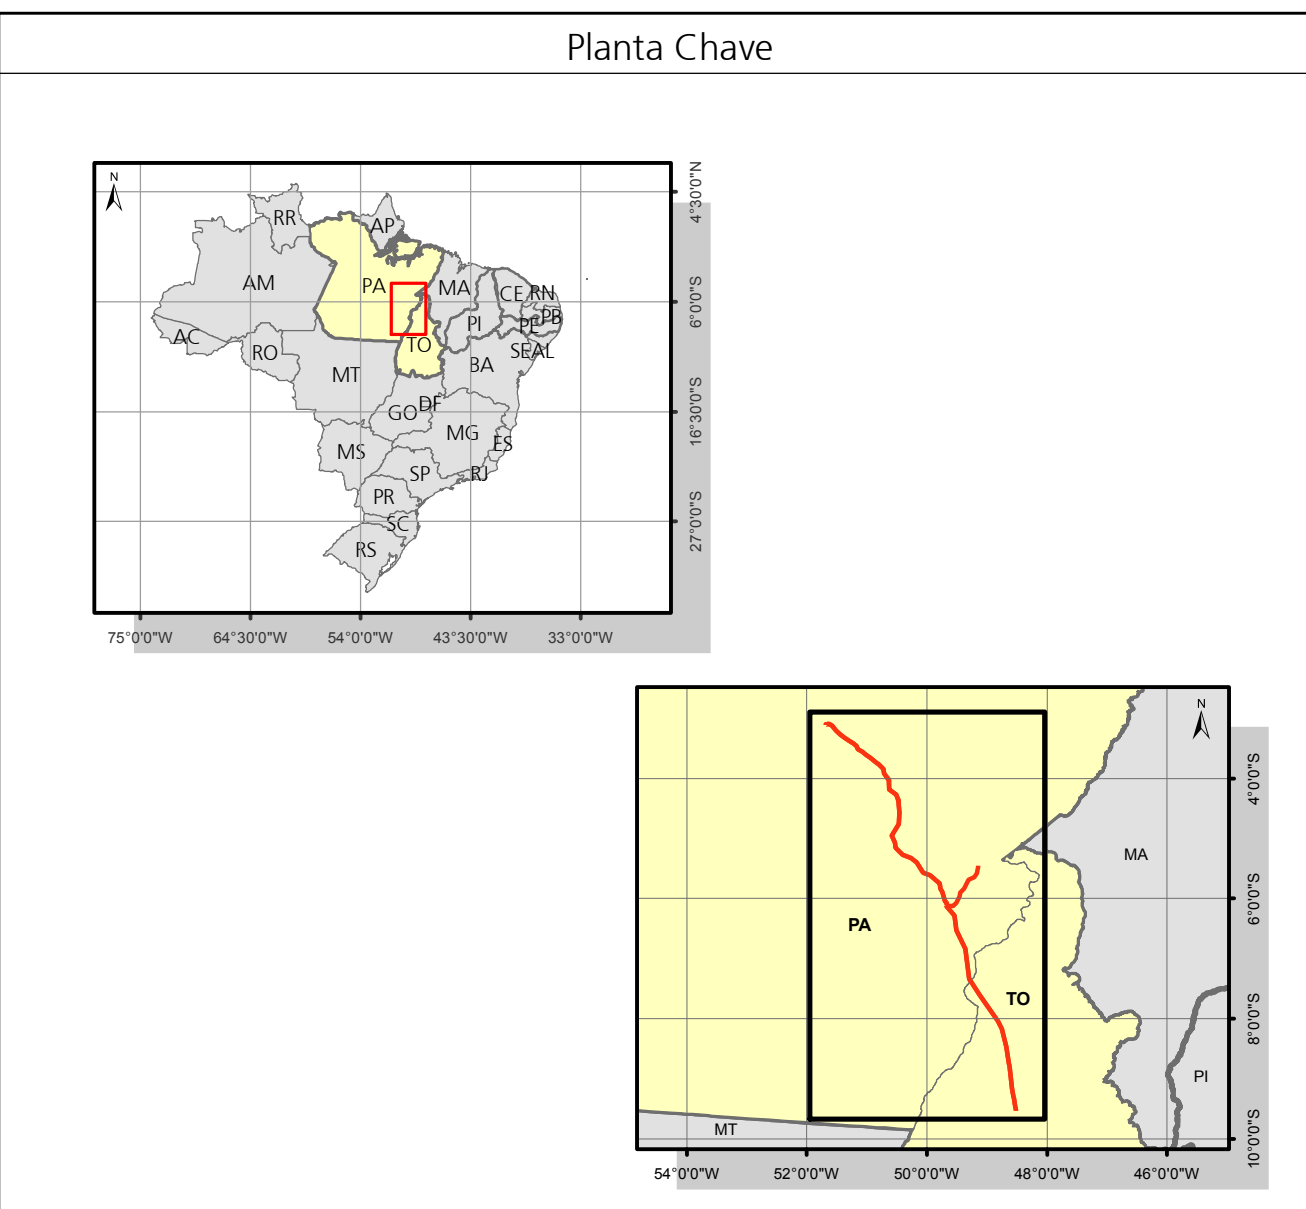 Planta Chave
N
4°30'0"N
RR
AP
AM
PA
MA
CE
RN
6°0'0"S
PB
PI
PE
AC
TO
RO
SE
AL
BA
MT
DF
GO
16°30'0"S
MG
ES
MS
SP
RJ
PR
SC
27°0'0"S
RS
75°0'0"W
64°30'0"W
54°0'0"W
43°30'0"W
33°0'0"W
N
4°0'0"S
MA
6°0'0"S
PA
TO
8°0'0"S
PI
MT
10°0'0"S
54°0'0"W
52°0'0"W
50°0'0"W
48°0'0"W
46°0'0"W